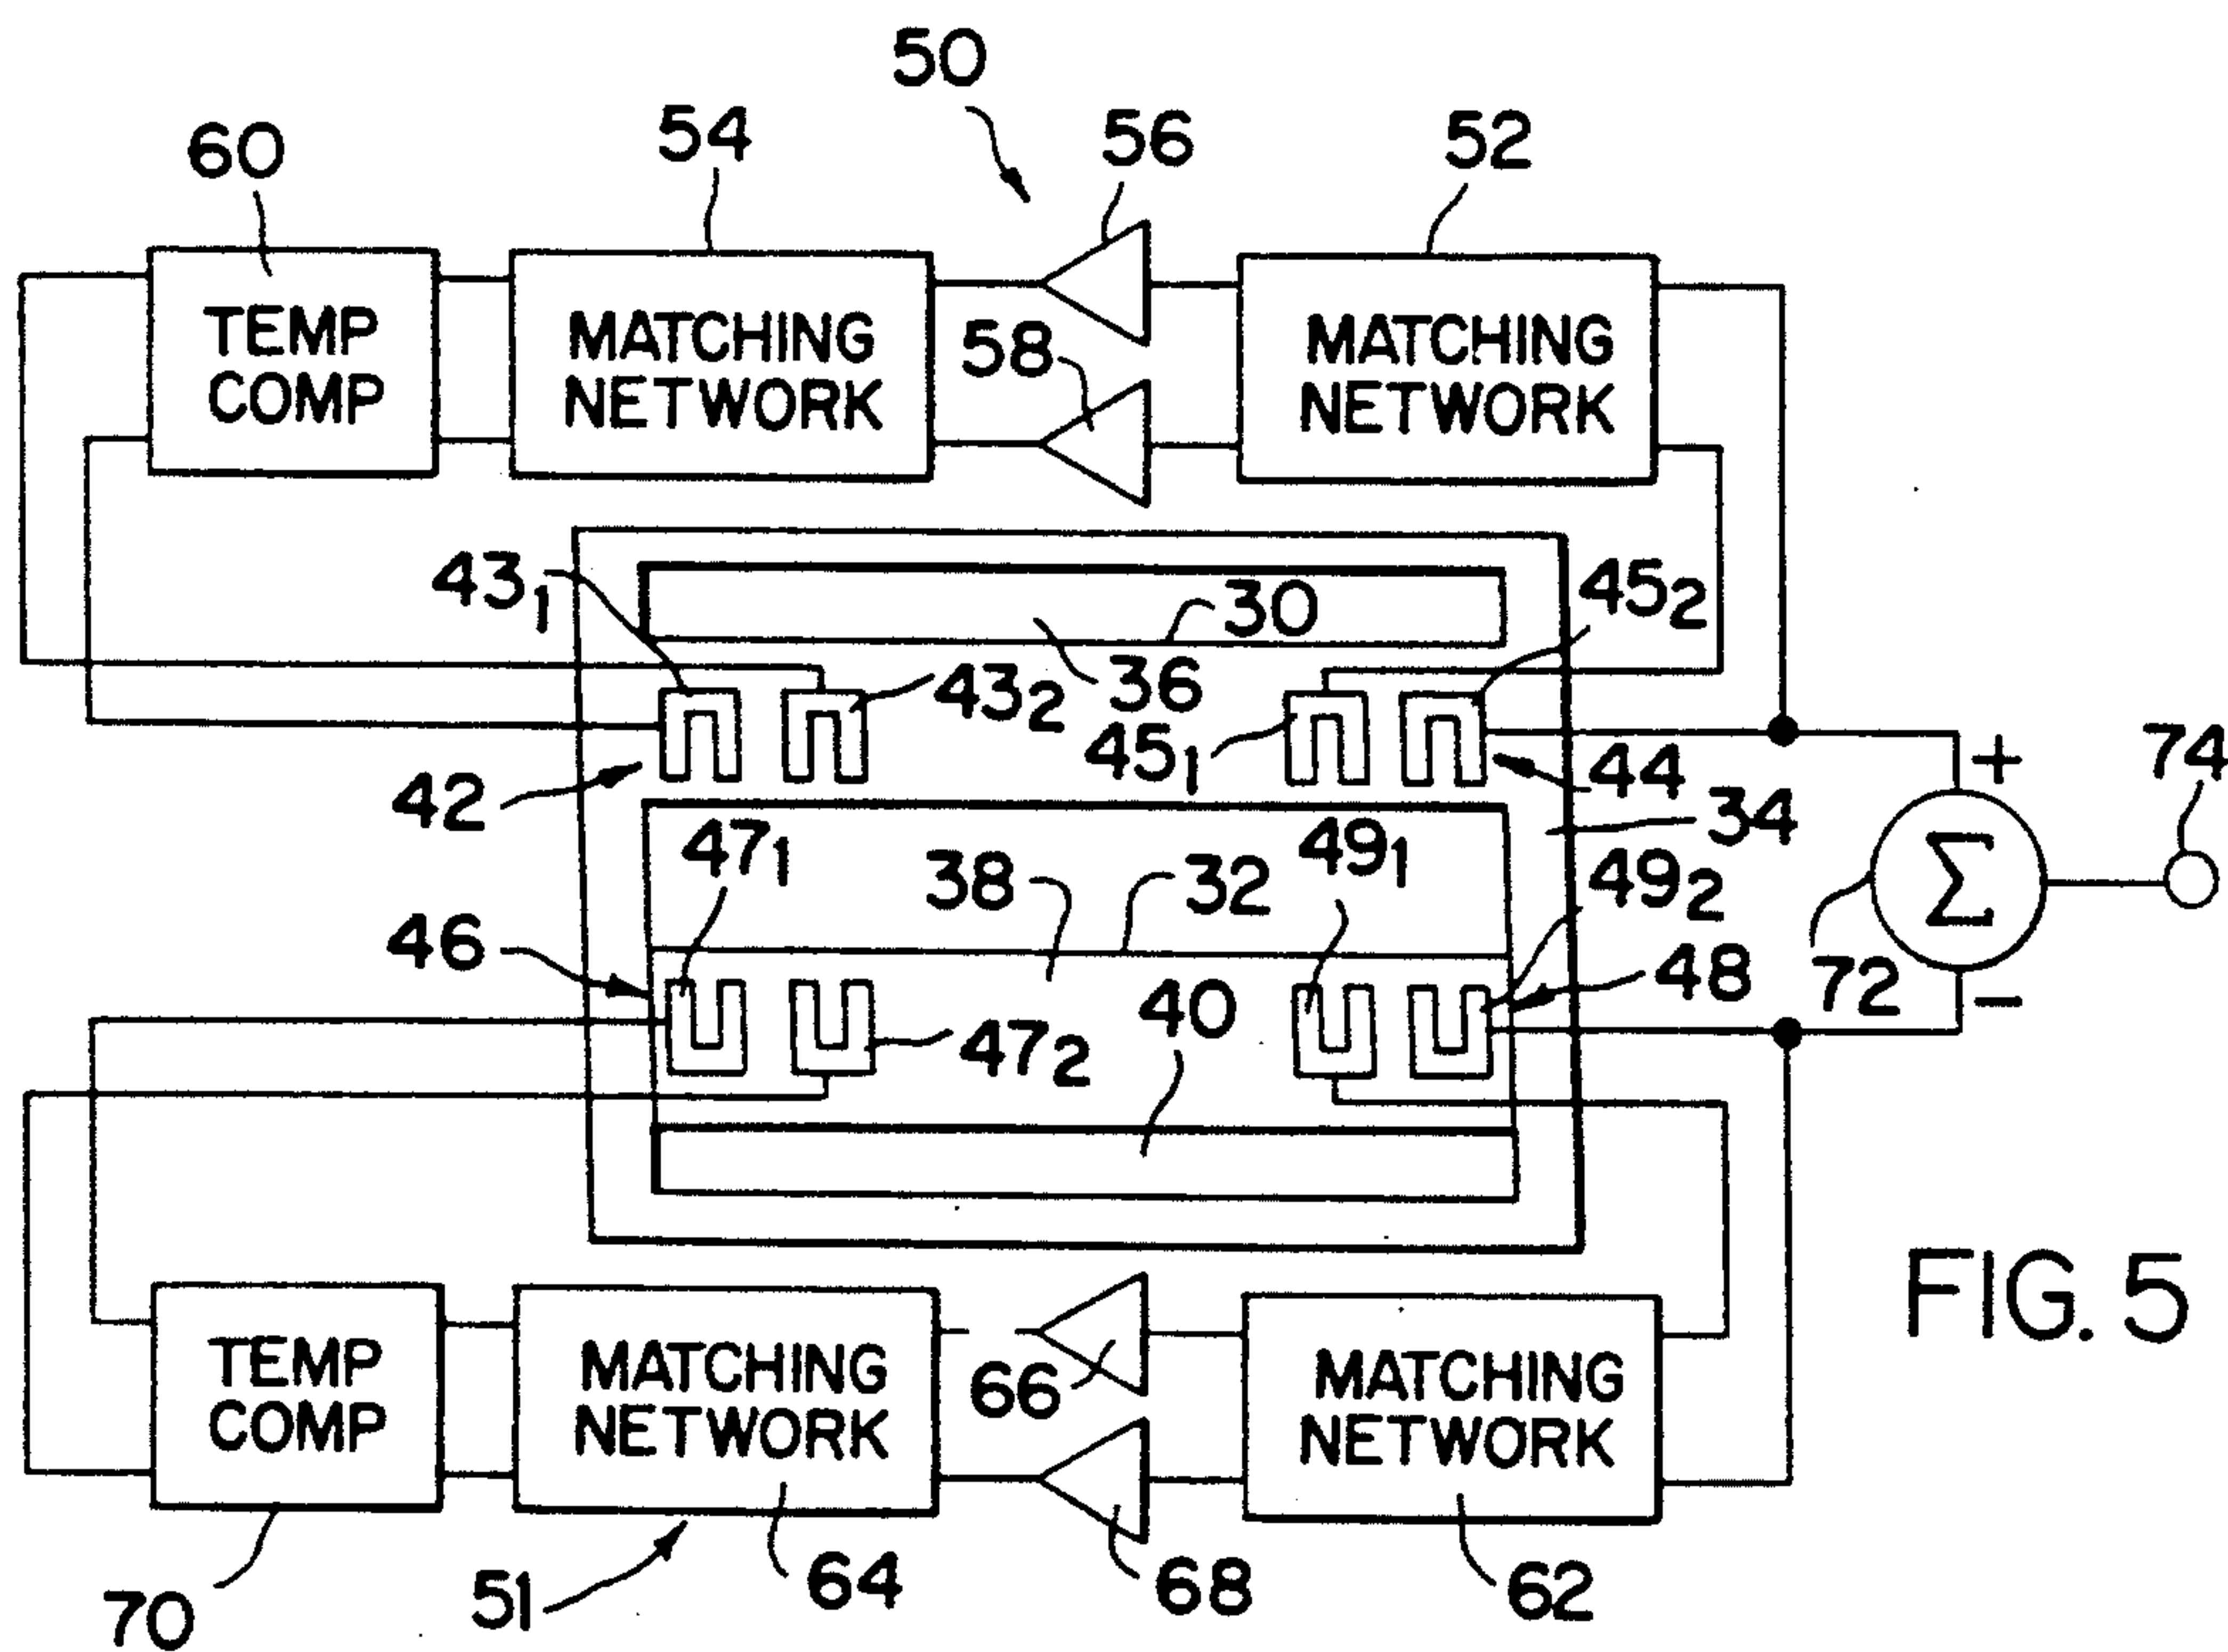 50
56
54
52
60
TEMP
COMP
MATCHING
NETWORK
58
MATCHING
NETWORK
43₁
30
45₂
36
43₂
45₁
42
44
74
34
47₁
38
32
49₁
49₂
46
48
Σ
+
−
72
40
47₂
FIG. 5
TEMP
COMP
MATCHING
NETWORK
66
MATCHING
NETWORK
70
51
64
68
62